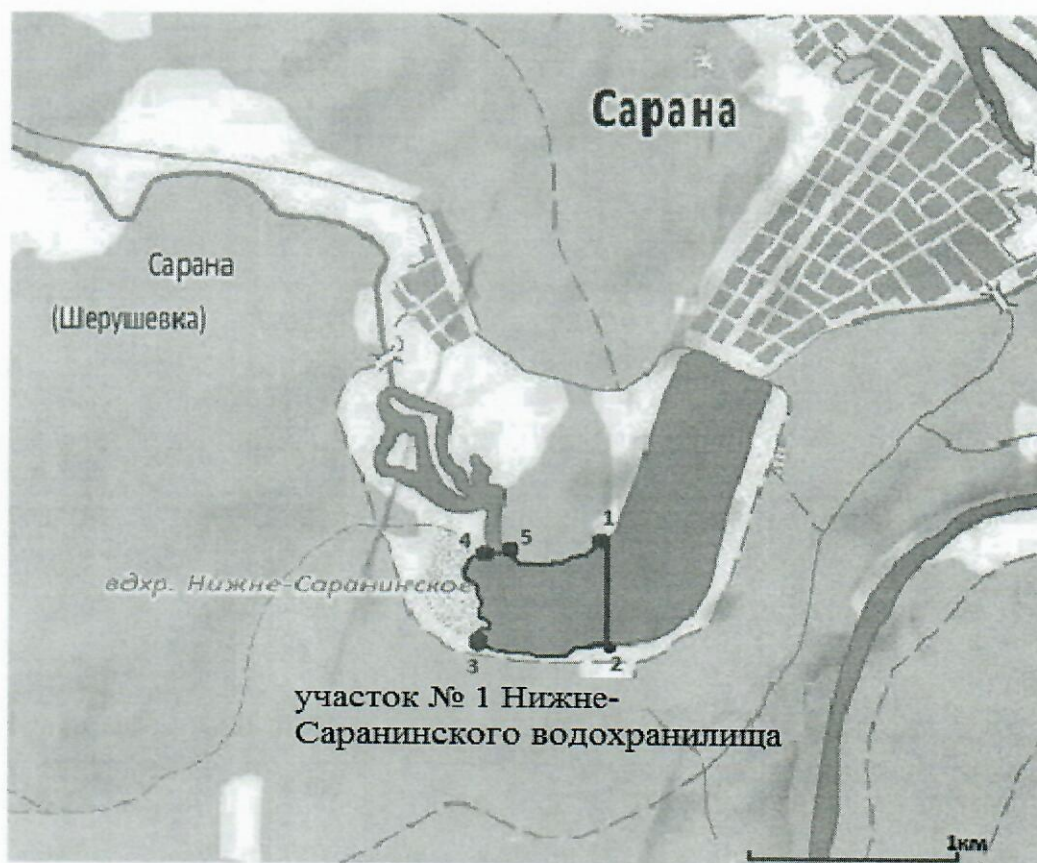 Сарана
Сарана
(Шерушевка)
1
4 5
вдхр. Нижне-Саранинское
3
2
участок № 1 Нижне-
Саранинского водохранилища
1км